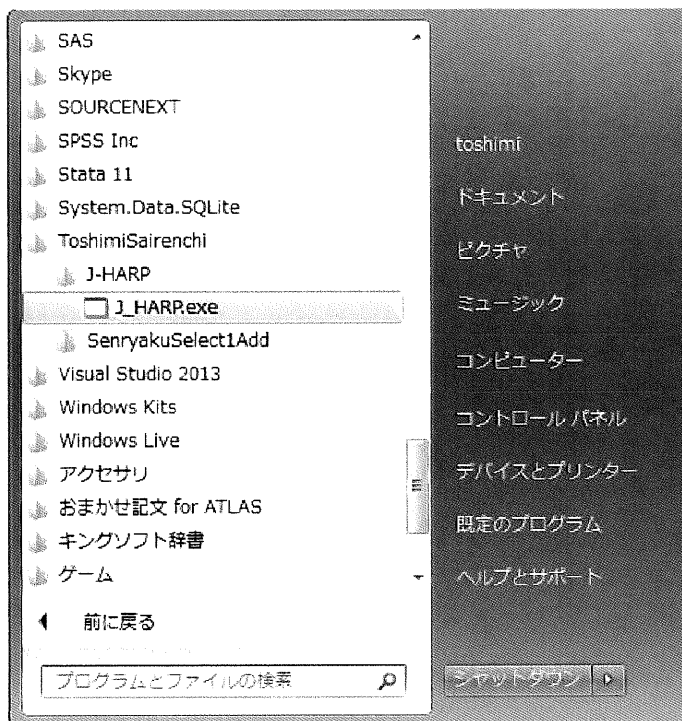 SAS
Skype
SOURCENEXT
SPSS Inc
Stata 11
System.Data.SQLite
ToshimiSairenchi
J-HARP
J_HARP.exe
SenryakuSelect1Add
Visual Studio 2013
Windows Kits
Windows Live
アクセサリ
おまかせ記文 for ATLAS
キングソフト辞書
ゲーム
前に戻る
プログラムとファイルの検索
toshimi
ドキュメント
ピクチャ
ミュージック
コンピューター
コントロール パネル
デバイスとプリンター
既定のプログラム
ヘルプとサポート
シャットダウン